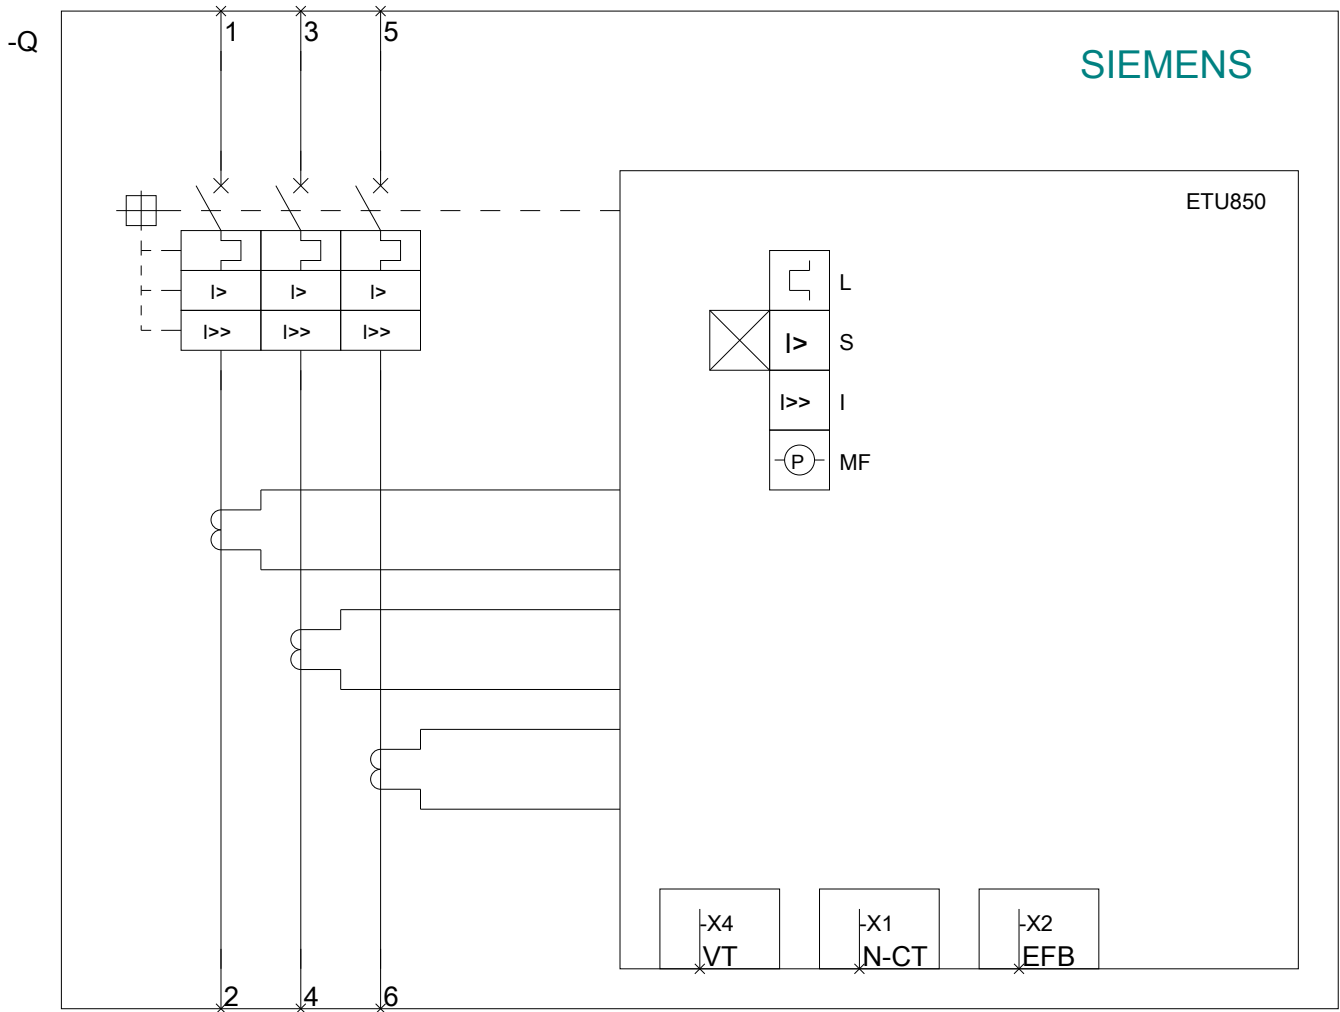 -Q
1 3 5
SIEMENS
ETU850
I> I> I>
I>> I>> I>>
L
I> S
I>> I
P MF
-X4
VT
-X1
N-CT
-X2
EFB
2 4 6